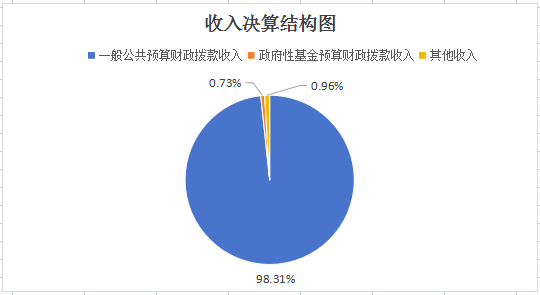 收入决算结构图
一般公共预算财政拨款收入 政府性基金预算财政拨款收入 其他收入
0.73% 0.96%
98.31%